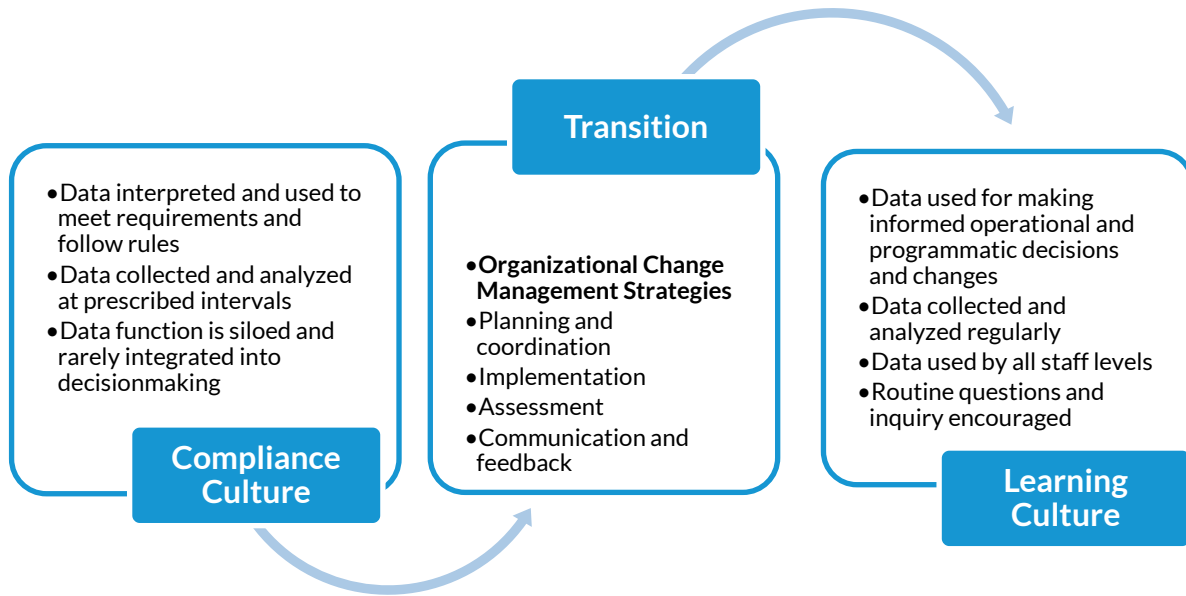 •Data interpreted and used to
meet requirements and
follow rules
•Data collected and analyzed
at prescribed intervals
•Data function is siloed and
rarely integrated into
decisionmaking
Compliance
Culture
Transition
•Organizational Change
Management Strategies
•Planning and
coordination
•Implementation
•Assessment
•Communication and
feedback
•Data used for making
informed operational and
programmatic decisions
and changes
•Data collected and
analyzed regularly
•Data used by all staff levels
•Routine questions and
inquiry encouraged
Learning
Culture